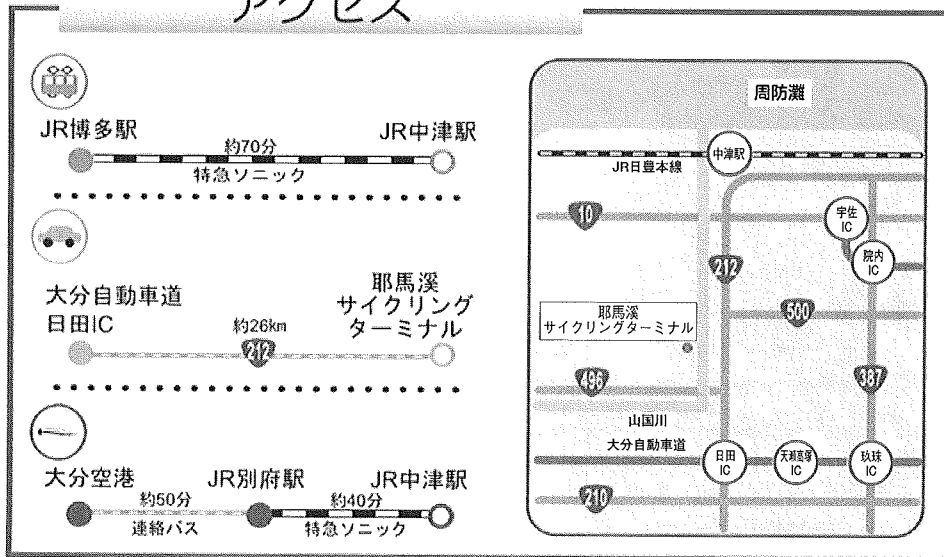 アクセス
JR博多駅
JR中津駅
約70分
特急ソニック
大分自動車道
日田IC
約26km
212
耶馬溪
サイクリング
ターミナル
大分空港
JR別府駅
JR中津駅
約50分
約40分
連絡バス
特急ソニック
周防灘
中津駅
JR日豊本線
10
宇佐
IC
212
院内
IC
耶馬溪
サイクリングターミナル
500
496
387
山国川
大分自動車道
日田
IC
天瀬高塚
IC
玖珠
IC
210